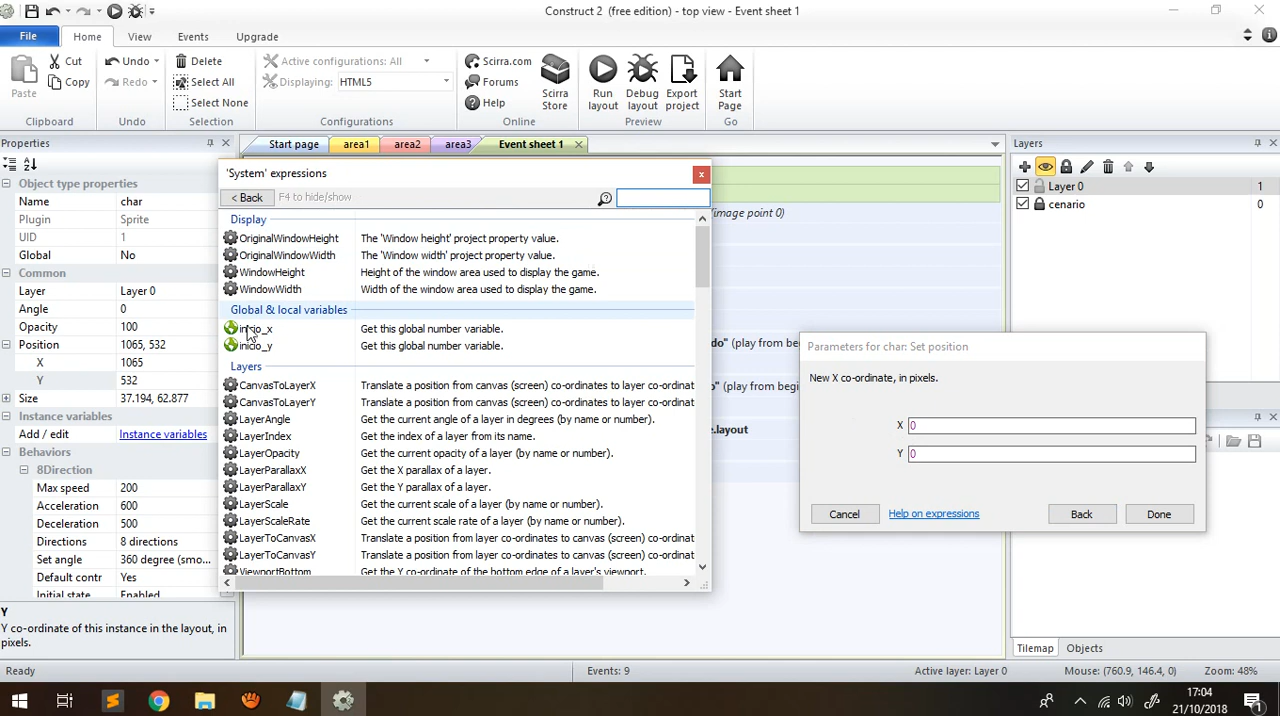 Construct 2 (free edition) - top view - Event sheet 1
File
Home
View
Events
Upgrade
Paste
Cut
Copy
Clipboard
Undo
Redo
Undo
Delete
Select All
Select None
Selection
Active configurations: All
Displaying: HTML5
Configurations
Scirra.com
Forums
Help
Online
Scirra Store
Run layout
Debug layout
Export project
Preview
Start Page
Go
Properties
Object type properties
Name char
Plugin Sprite
UID 1
Global No
Common
Layer Layer 0
Angle 0
Opacity 100
Position 1065, 532
X 1065
Y 532
Size 37.194, 62.877
Instance variables
Add / edit Instance variables
Behaviors
8Direction
Max speed 200
Acceleration 600
Deceleration 500
Directions 8 directions
Set angle 360 degree (smo...
Default contr Yes
Initial state Enabled
Y
Y co-ordinate of this instance in the layout, in pixels.
Start page
area1
area2
area3
Event sheet 1
'System' expressions
< Back
F4 to hide/show
Display
OriginalWindowHeight The 'Window height' project property value.
OriginalWindowWidth The 'Window width' project property value.
WindowHeight Height of the window area used to display the game.
WindowWidth Width of the window area used to display the game.
Global & local variables
inicio_x Get this global number variable.
inicio_y Get this global number variable.
Layers
CanvasToLayerX Translate a position from canvas (screen) co-ordinates to layer co-ordinat
CanvasToLayerY Translate a position from canvas (screen) co-ordinates to layer co-ordinat
LayerAngle Get the current angle of a layer in degrees (by name or number).
LayerIndex Get the index of a layer from its name.
LayerOpacity Get the current opacity of a layer (by name or number).
LayerParallaxX Get the X parallax of a layer.
LayerParallaxY Get the Y parallax of a layer.
LayerScale Get the current scale of a layer (by name or number).
LayerScaleRate Get the current scale rate of a layer (by name or number).
LayerToCanvasX Translate a position from layer co-ordinates to canvas (screen) co-ordinat
LayerToCanvasY Translate a position from layer co-ordinates to canvas (screen) co-ordinat
ViewportBottom Get the Y co-ordinate of the bottom edge of a layer's viewport.
(image point 0)
do" (play from begi
o" (play from begin
e.layout
Parameters for char: Set position
New X co-ordinate, in pixels.
X 0
Y 0
Cancel
Help on expressions
Back
Done
Layers
Layer 0 1
cenario 0
Tilemap
Objects
Ready
Events: 9
Active layer: Layer 0
Mouse: (760.9, 146.4, 0)
Zoom: 48%
17:04
21/10/2018
1